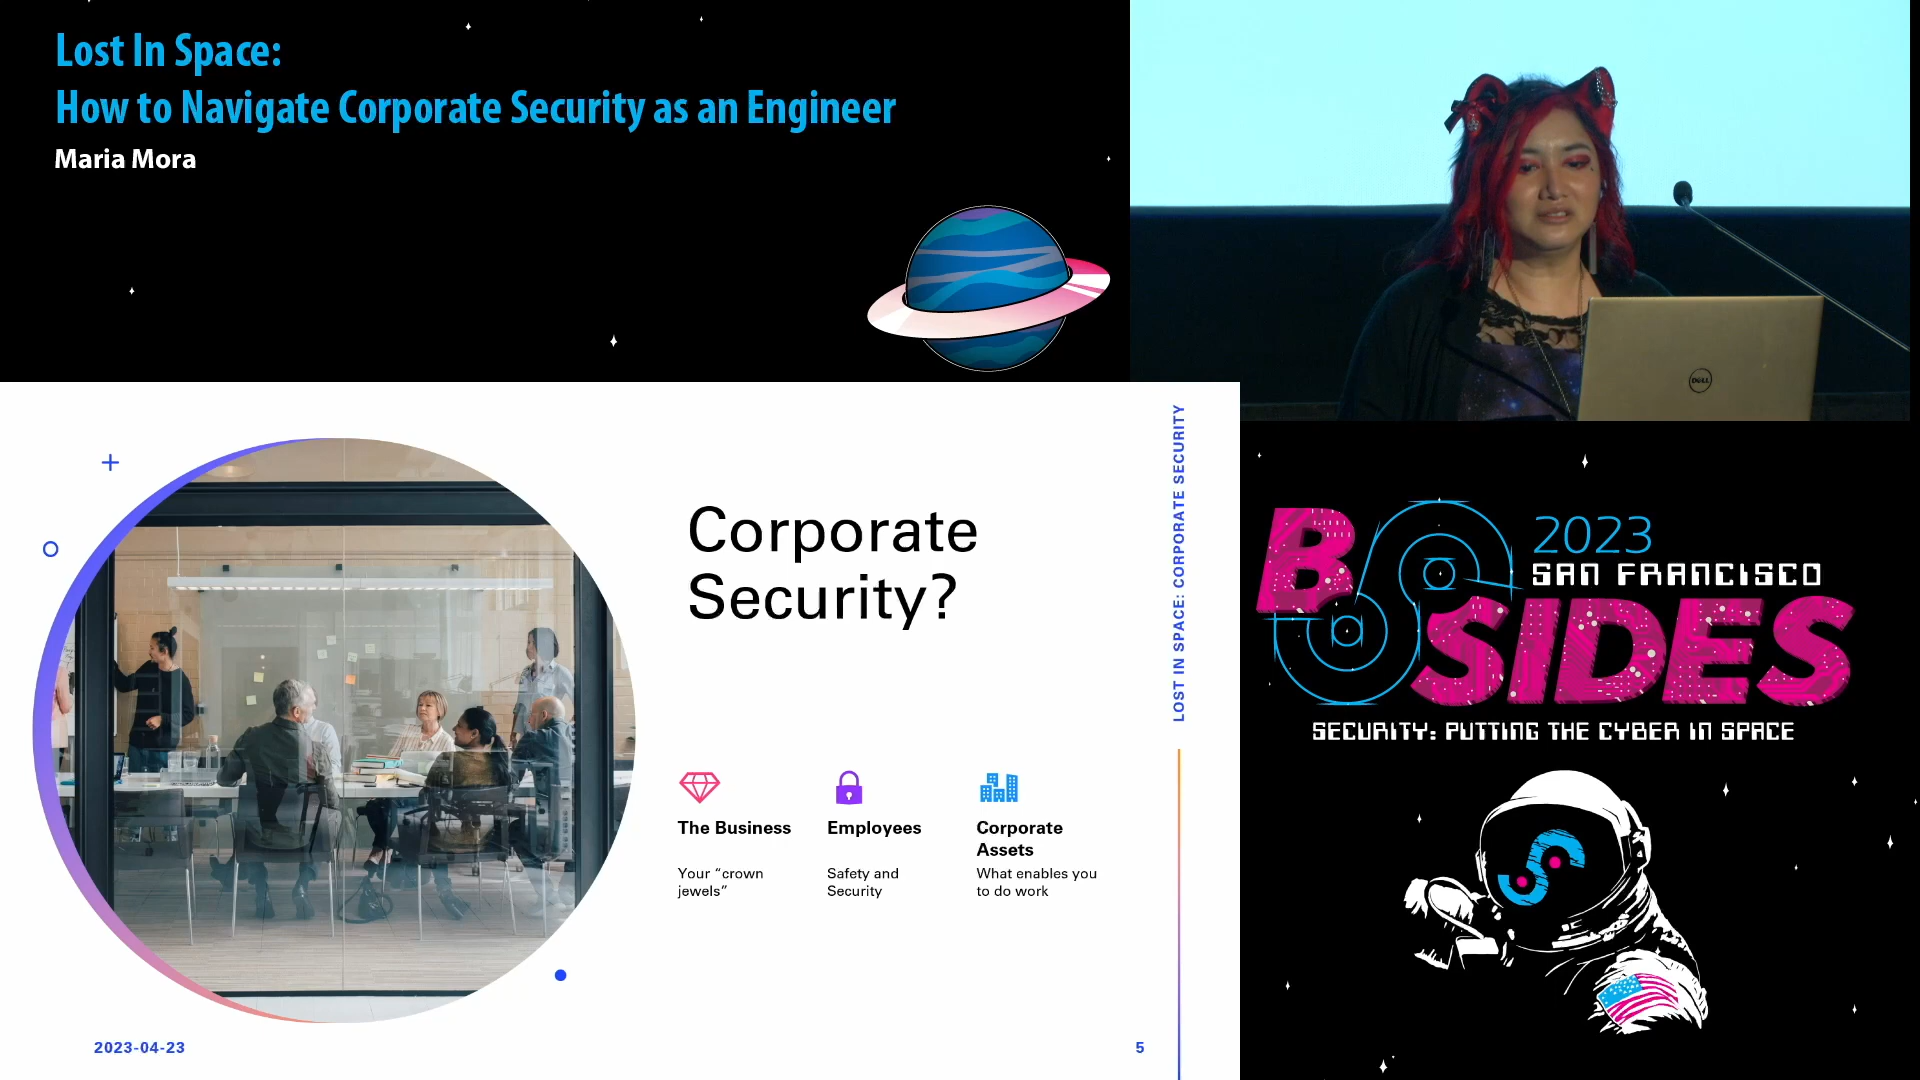 Lost In Space:
How to Navigate Corporate Security as an Engineer
Maria Mora
DELL
LOST IN SPACE: CORPORATE SECURITY
Corporate
Security?
The Business
Your “crown
jewels”
Employees
Safety and
Security
Corporate
Assets
What enables you
to do work
2023-04-23
5
2023
SAN FRANCISCO
BSIDES
SECURITY: PUTTING THE CYBER IN SPACE